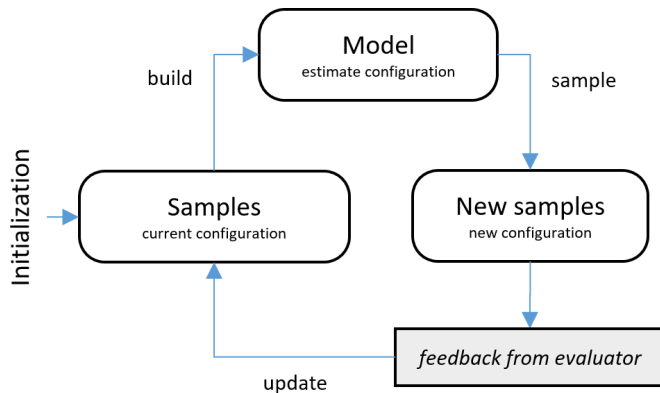 Model
estimate configuration
build
sample
Initialization
Samples
current configuration
New samples
new configuration
feedback from evaluator
update